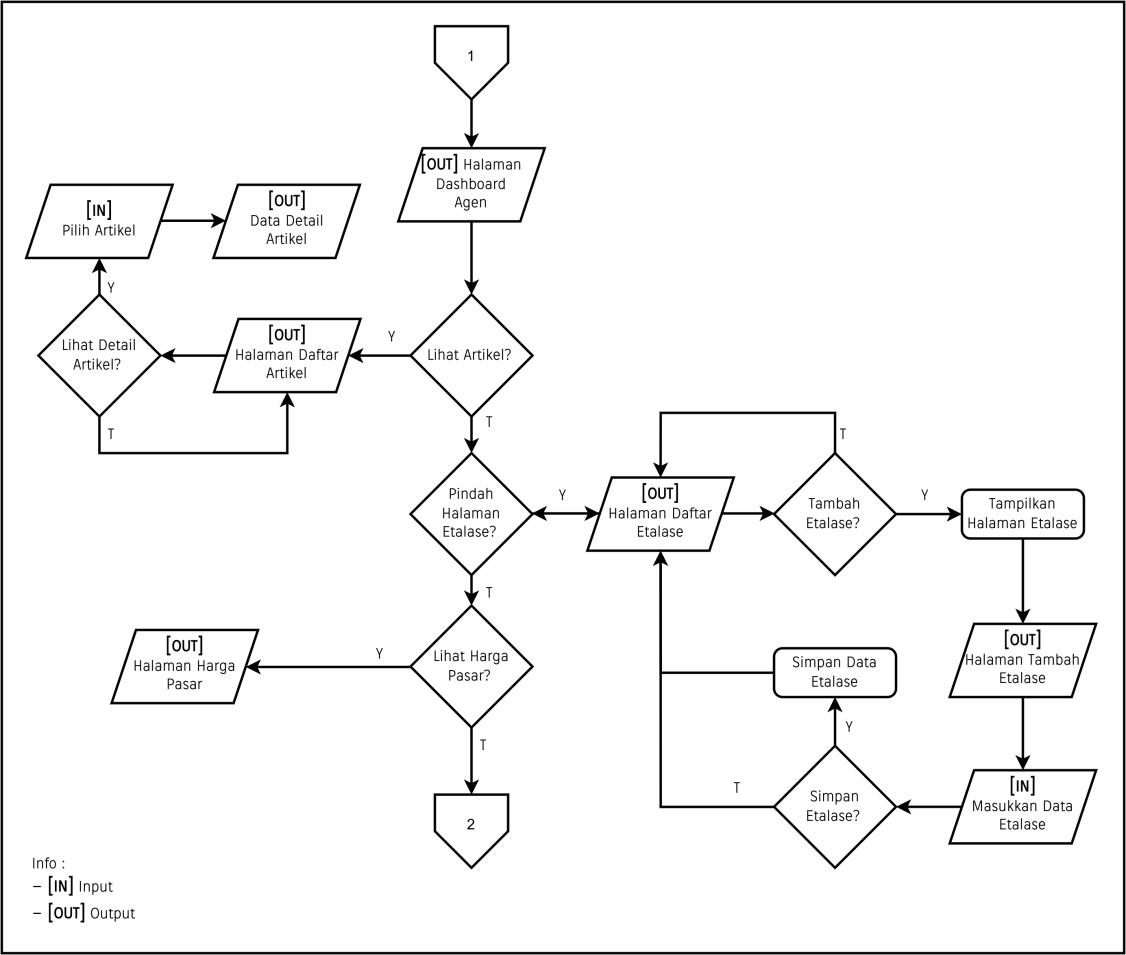 1
[OUT] Halaman
Dashboard
Agen
[IN]
Pilih Artikel
[OUT]
Data Detail
Artikel
Y
Lihat Detail
Artikel?
[OUT]
Halaman Daftar
Artikel
Y
Lihat Artikel?
T
T
Pindah
Halaman
Etalase?
Y
[OUT]
Halaman Daftar
Etalase
T
Tambah
Etalase?
Y
Tampilkan
Halaman Etalase
T
[OUT]
Halaman Harga
Pasar
Y
Lihat Harga
Pasar?
Simpan Data
Etalase
[OUT]
Halaman Tambah
Etalase
Y
T
T
2
Simpan
Etalase?
[IN]
Masukkan Data
Etalase
Info :
– [IN] Input
– [OUT] Output